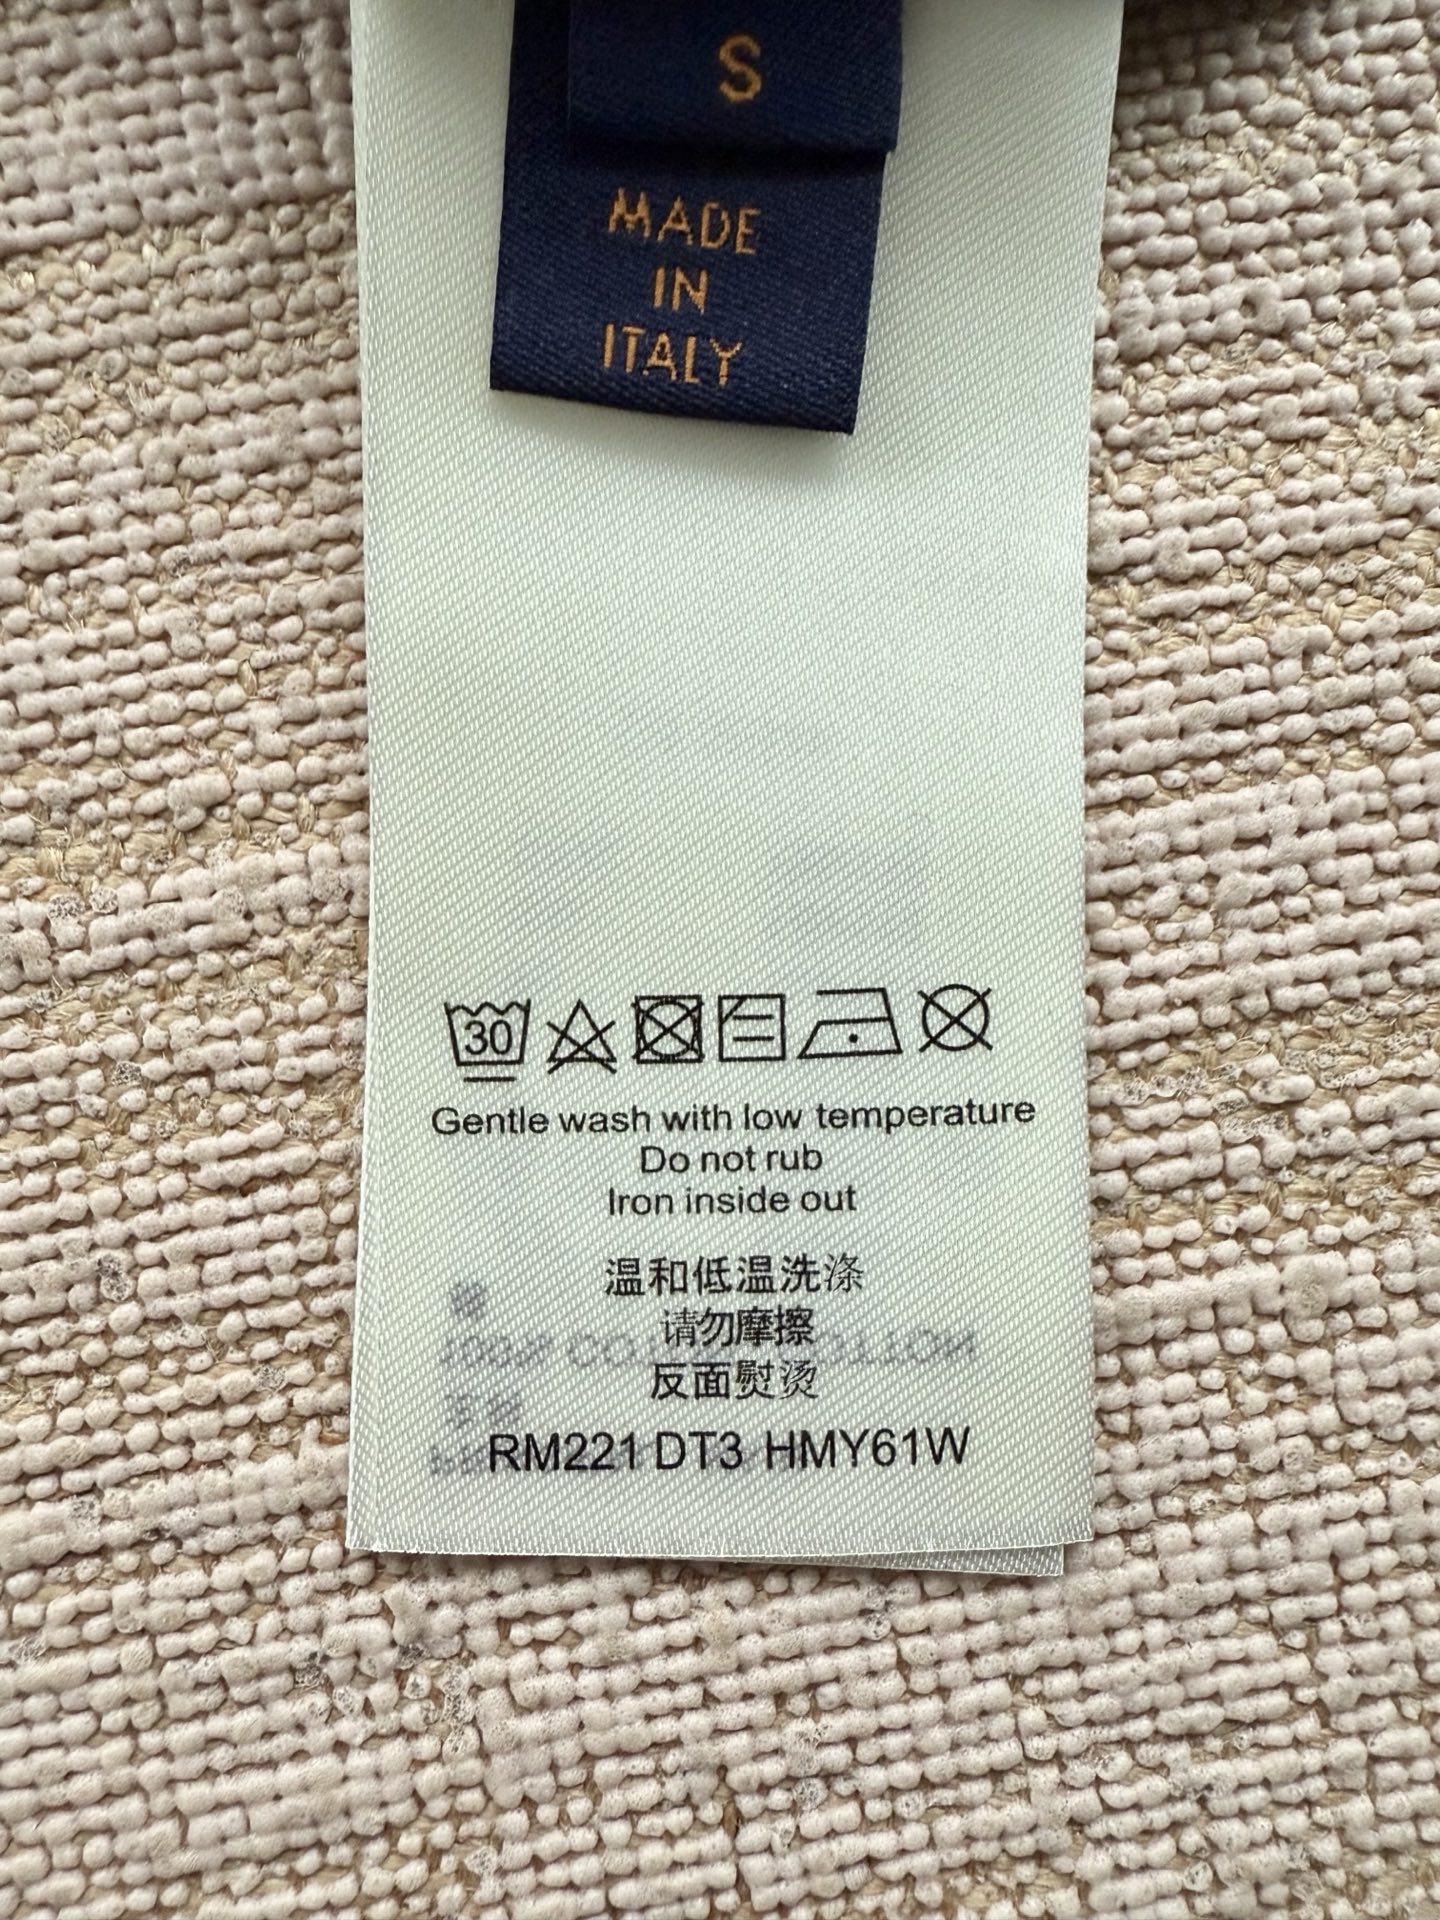 S
MADE
IN
ITALY
30
Gentle wash with low temperature
Do not rub
Iron inside out
温和低温洗涤
请勿摩擦
反面熨烫
RM221 DT3 HMY61W